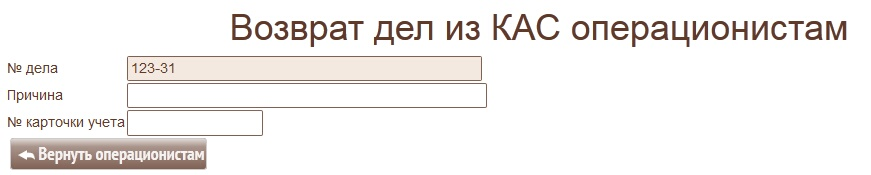 Возврат дел из КАС операционистам
№ дела 123-31
Причина
№ карточки учета
Вернуть операционистам